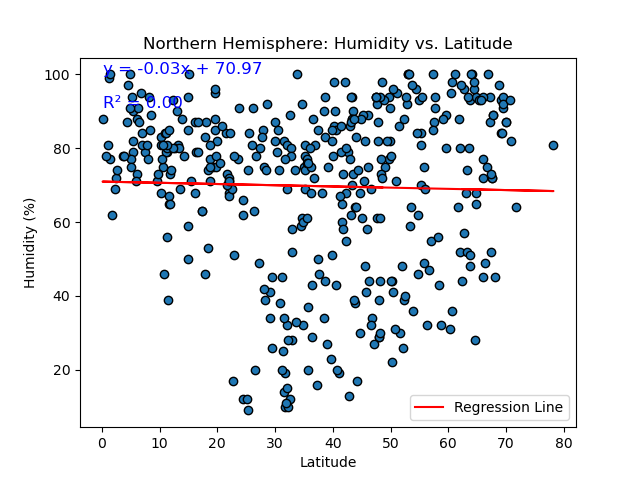 Northern Hemisphere: Humidity vs. Latitude
y = -0.03x + 70.97
R² = 0.00
100
80
60
40
20
Humidity (%)
Regression Line
0 10 20 30 40 50 60 70 80
Latitude